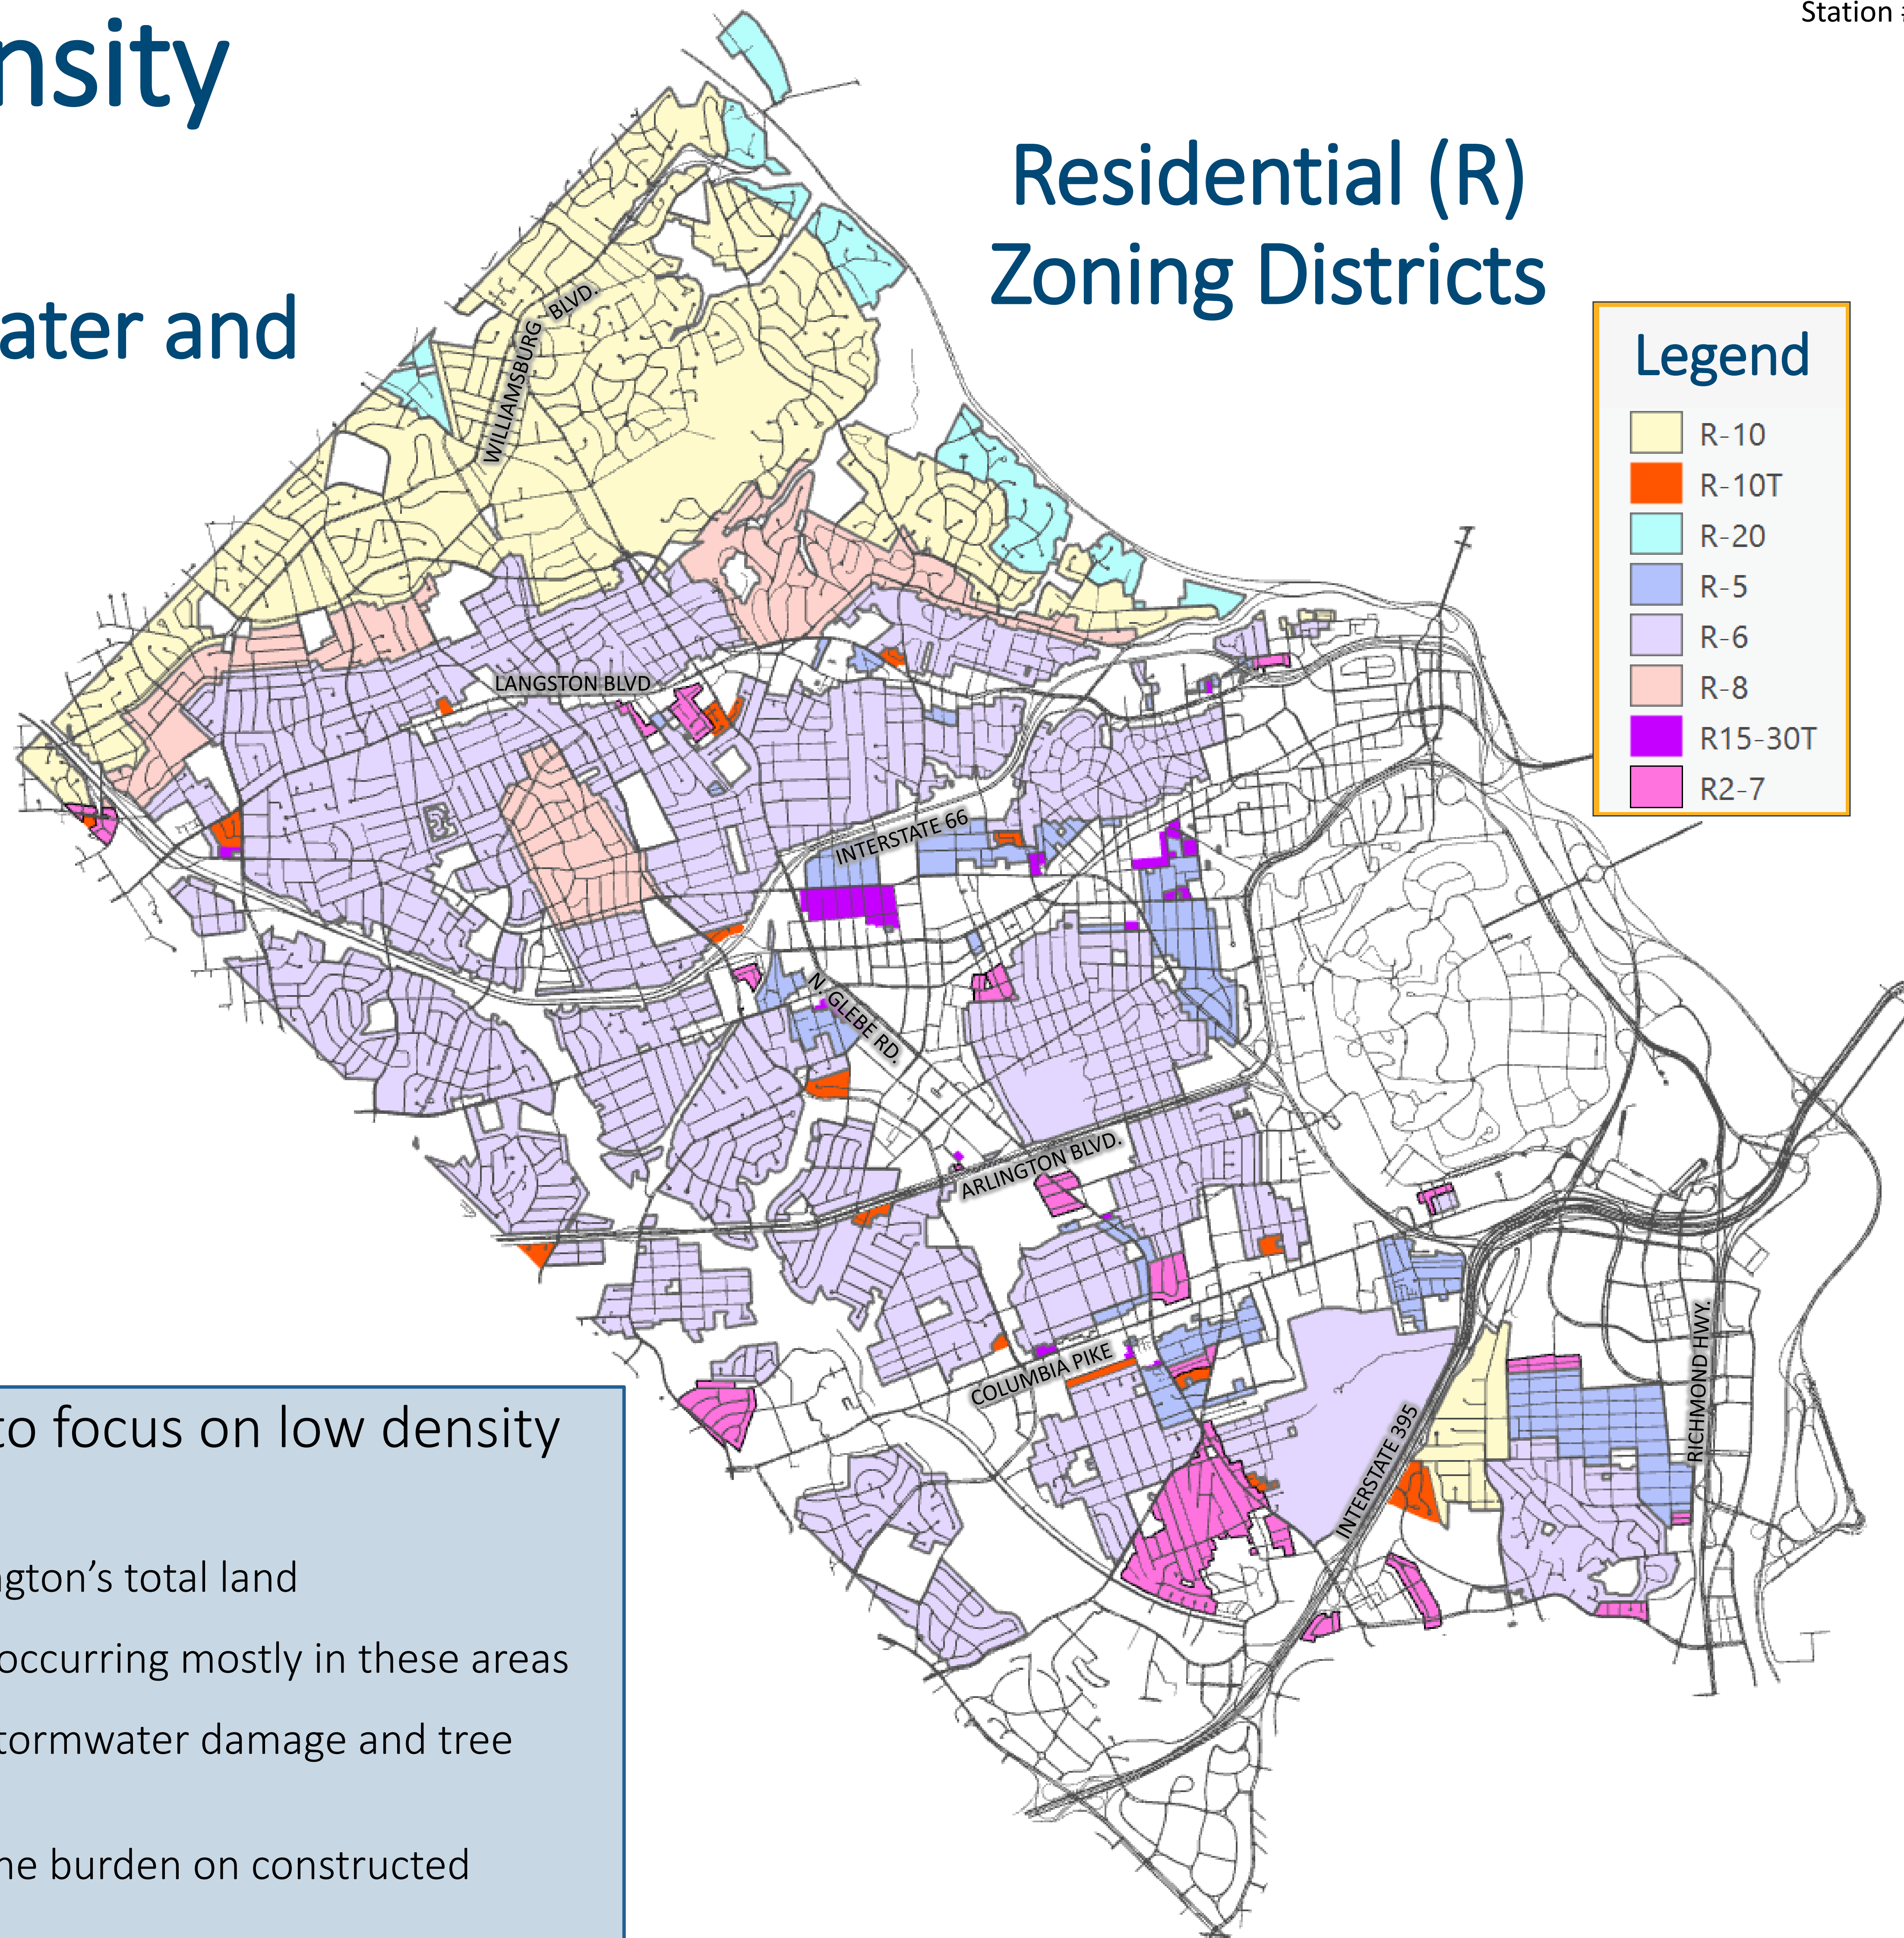 Station #
nsity
ater and
Residential (R)
Zoning Districts
Legend
R-10
R-10T
R-20
R-5
R-6
R-8
R15-30T
R2-7
WILLIAMSBURG BLVD.
LANGSTON BLVD
INTERSTATE 66
N. GLEBE RD.
ARLINGTON BLVD.
COLUMBIA PIKE
INTERSTATE 395
RICHMOND HWY.
to focus on low density
ngton’s total land
occurring mostly in these areas
tormwater damage and tree
he burden on constructed